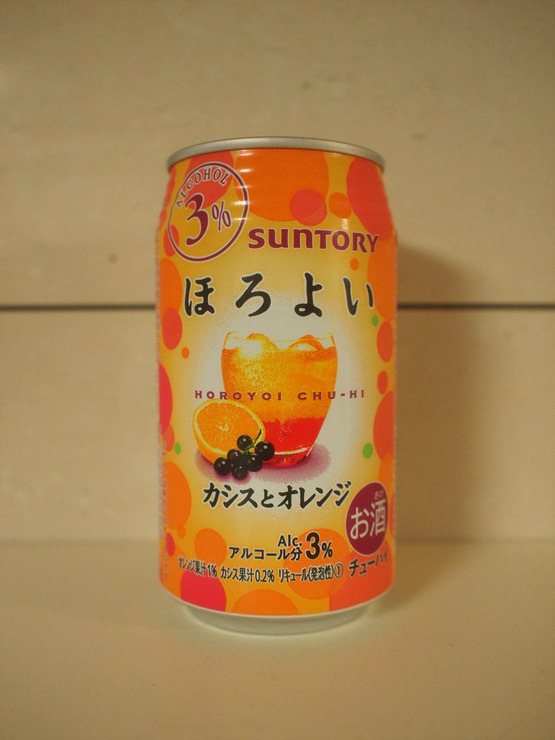 ALCOHOL
3%
SUNTORY
ほろよい
HOROYOI CHU-HI
カシスとオレンジ
さけ
お酒
Alc.
アルコール分3%
オレンジ果汁1% カシス果汁0.2% リキュール(発泡性)① チューハイ